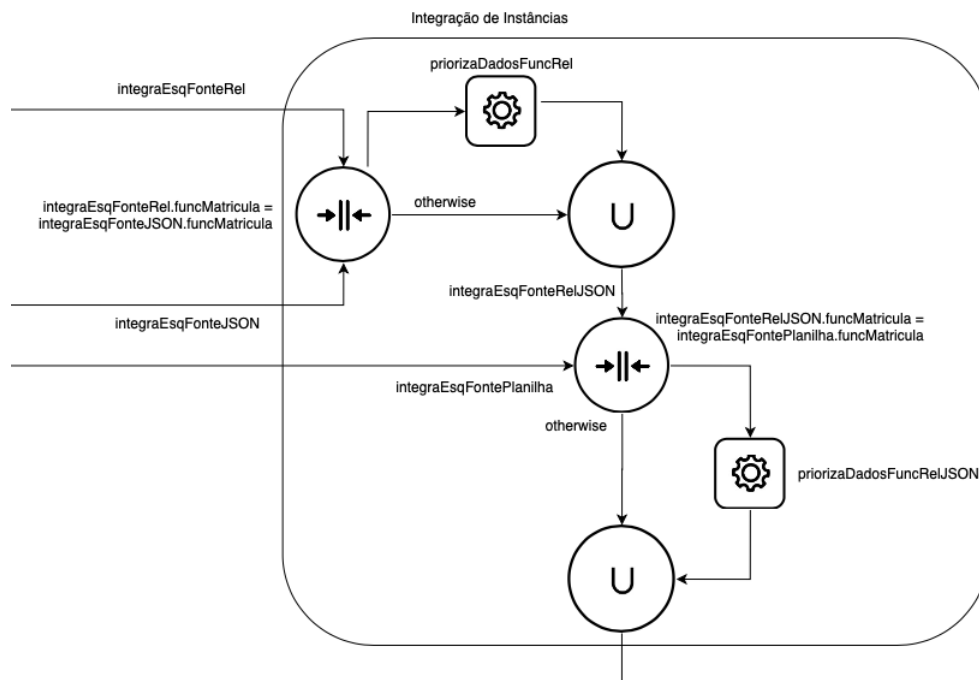 Integração de Instâncias
priorizaDadosFuncRel
integraEsqFonteRel
integraEsqFonteRel.funcMatricula =
integraEsqFonteJSON.funcMatricula
otherwise
U
integraEsqFonteRelJSON
integraEsqFonteJSON
integraEsqFonteRelJSON.funcMatricula =
integraEsqFontePlanilha.funcMatricula
integraEsqFontePlanilha
otherwise
priorizaDadosFuncRelJSON
U